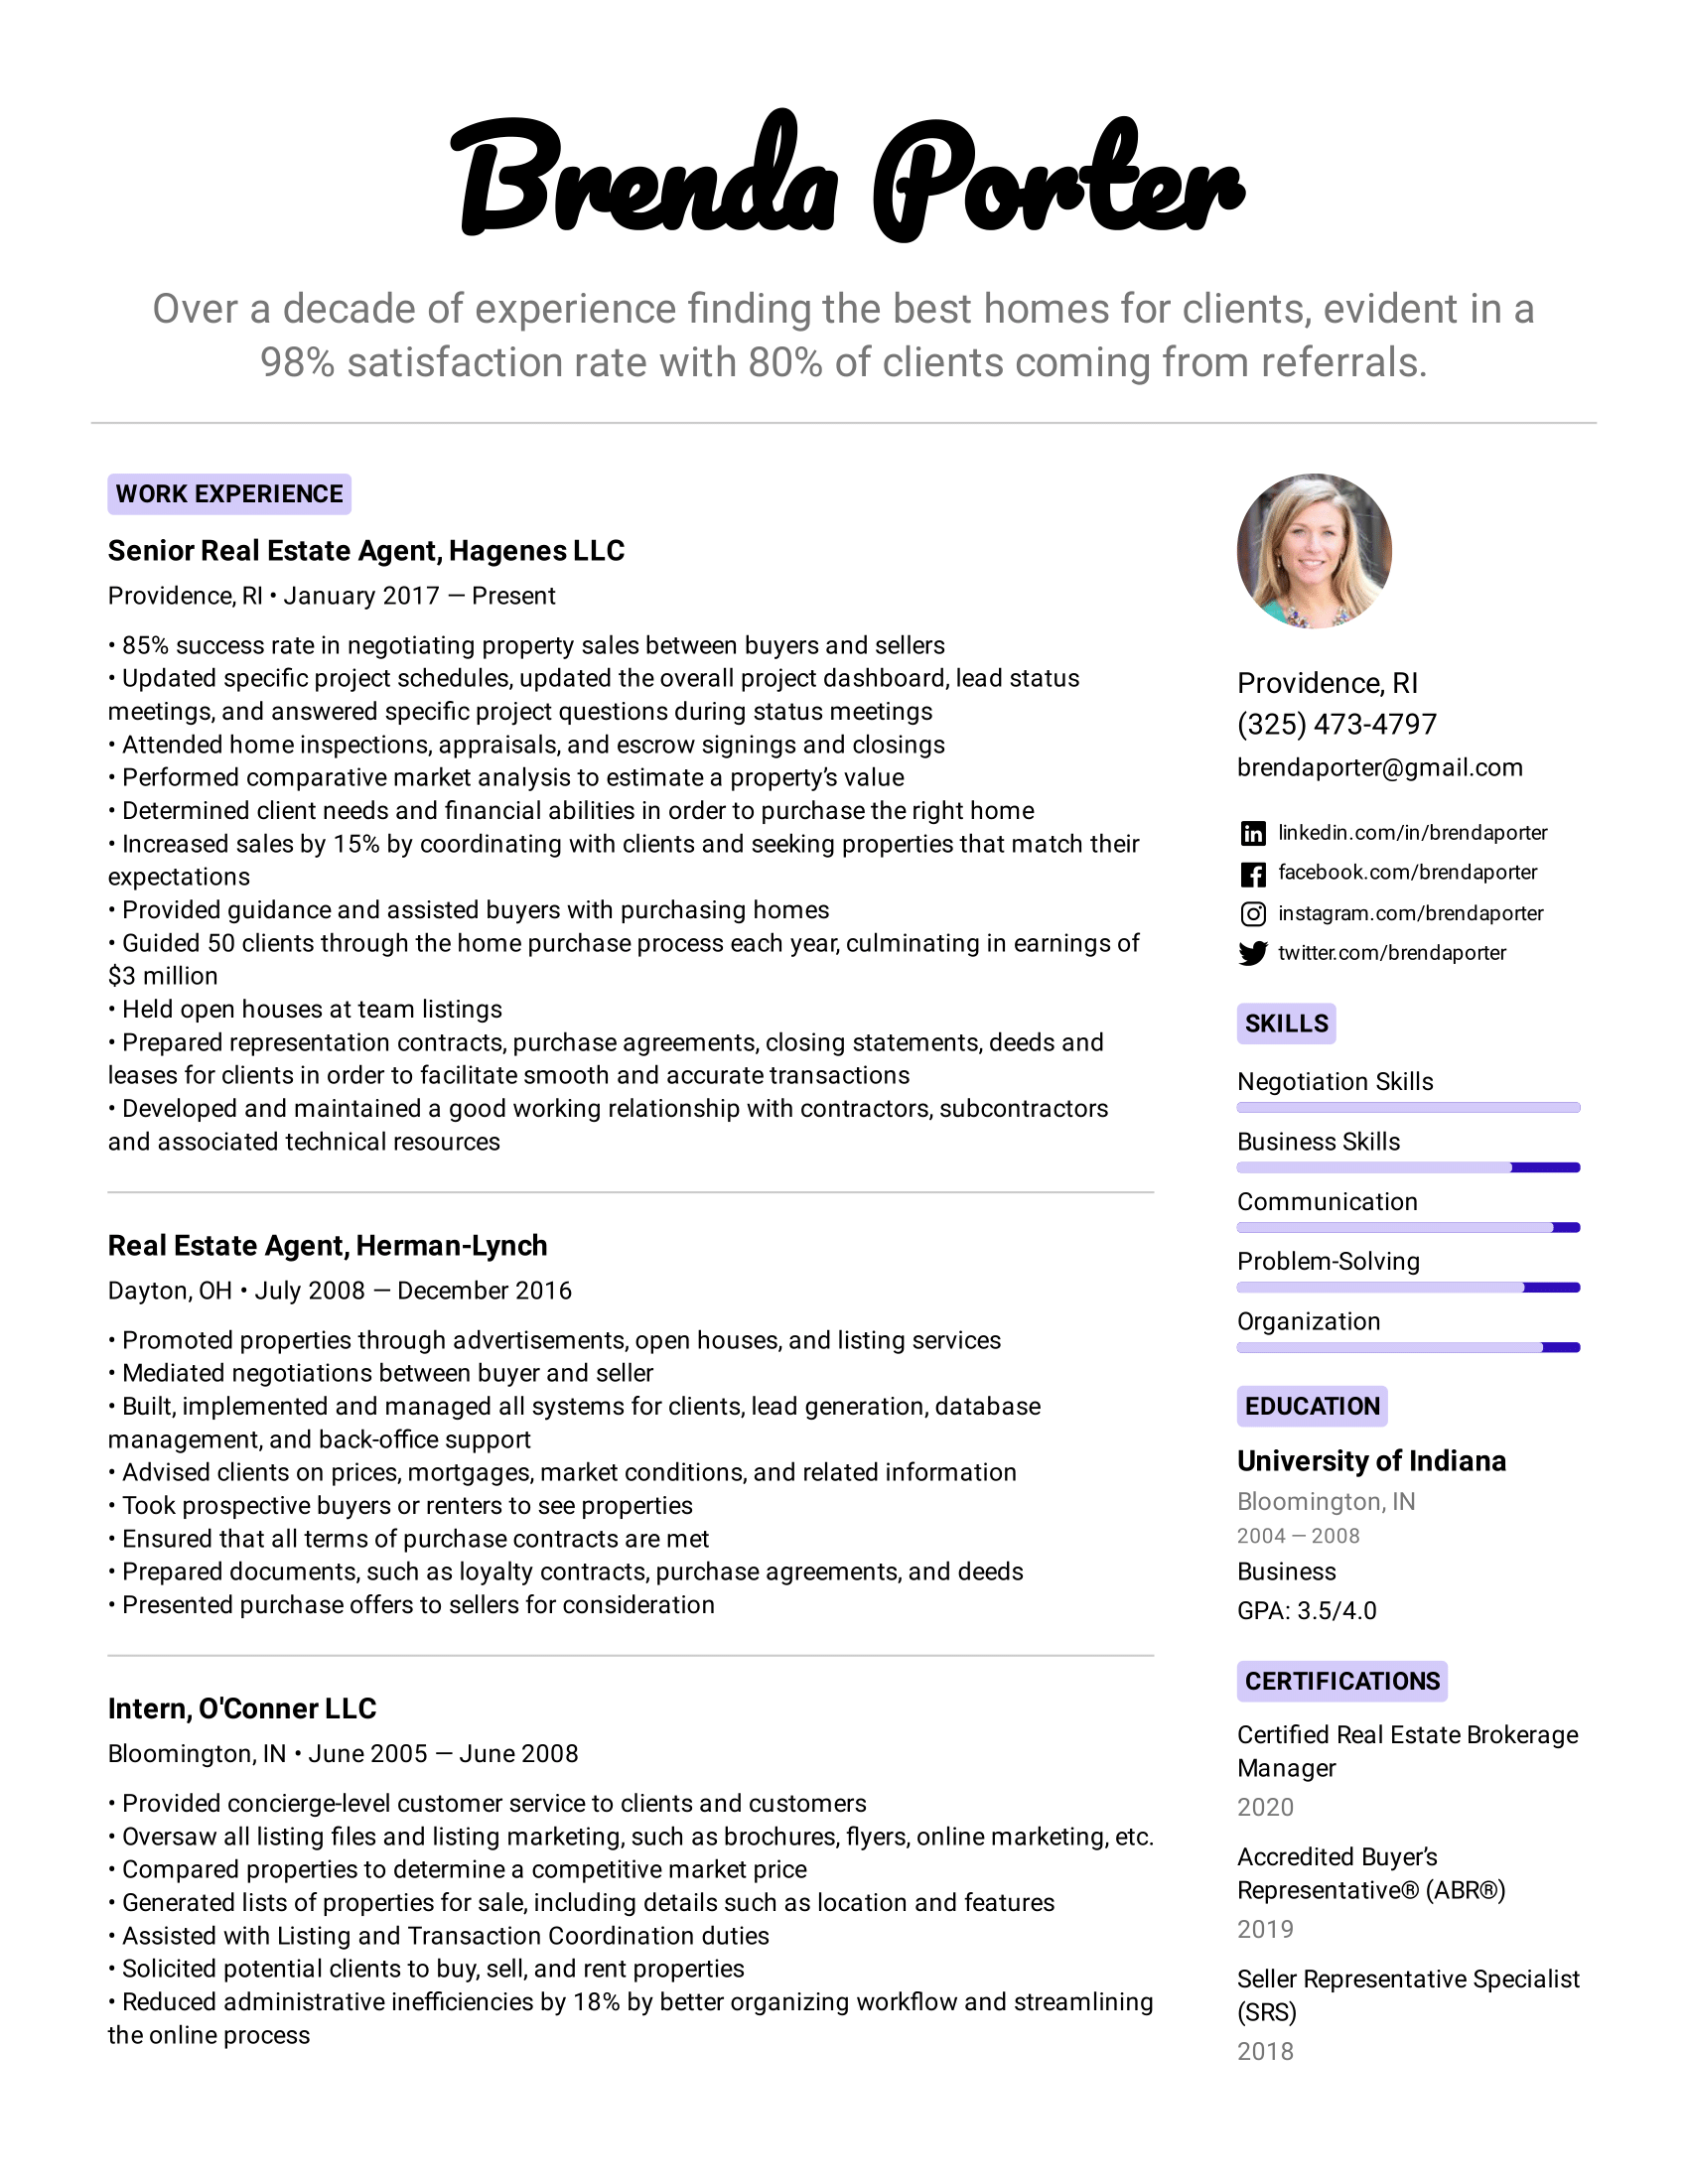 Brenda Porter
Over a decade of experience finding the best homes for clients, evident in a
98% satisfaction rate with 80% of clients coming from referrals.
WORK EXPERIENCE
Senior Real Estate Agent, Hagenes LLC
Providence, RI • January 2017 — Present
• 85% success rate in negotiating property sales between buyers and sellers
• Updated specific project schedules, updated the overall project dashboard, lead status
meetings, and answered specific project questions during status meetings
• Attended home inspections, appraisals, and escrow signings and closings
• Performed comparative market analysis to estimate a property’s value
• Determined client needs and financial abilities in order to purchase the right home
• Increased sales by 15% by coordinating with clients and seeking properties that match their
expectations
• Provided guidance and assisted buyers with purchasing homes
• Guided 50 clients through the home purchase process each year, culminating in earnings of
$3 million
• Held open houses at team listings
• Prepared representation contracts, purchase agreements, closing statements, deeds and
leases for clients in order to facilitate smooth and accurate transactions
• Developed and maintained a good working relationship with contractors, subcontractors
and associated technical resources
Real Estate Agent, Herman-Lynch
Dayton, OH • July 2008 — December 2016
• Promoted properties through advertisements, open houses, and listing services
• Mediated negotiations between buyer and seller
• Built, implemented and managed all systems for clients, lead generation, database
management, and back-office support
• Advised clients on prices, mortgages, market conditions, and related information
• Took prospective buyers or renters to see properties
• Ensured that all terms of purchase contracts are met
• Prepared documents, such as loyalty contracts, purchase agreements, and deeds
• Presented purchase offers to sellers for consideration
Intern, O'Conner LLC
Bloomington, IN • June 2005 — June 2008
• Provided concierge-level customer service to clients and customers
• Oversaw all listing files and listing marketing, such as brochures, flyers, online marketing, etc.
• Compared properties to determine a competitive market price
• Generated lists of properties for sale, including details such as location and features
• Assisted with Listing and Transaction Coordination duties
• Solicited potential clients to buy, sell, and rent properties
• Reduced administrative inefficiencies by 18% by better organizing workflow and streamlining
the online process
Providence, RI
(325) 473-4797
brendaporter@gmail.com
linkedin.com/in/brendaporter
facebook.com/brendaporter
instagram.com/brendaporter
twitter.com/brendaporter
SKILLS
Negotiation Skills
Business Skills
Communication
Problem-Solving
Organization
EDUCATION
University of Indiana
Bloomington, IN
2004 — 2008
Business
GPA: 3.5/4.0
CERTIFICATIONS
Certified Real Estate Brokerage
Manager
2020
Accredited Buyer’s
Representative® (ABR®)
2019
Seller Representative Specialist
(SRS)
2018